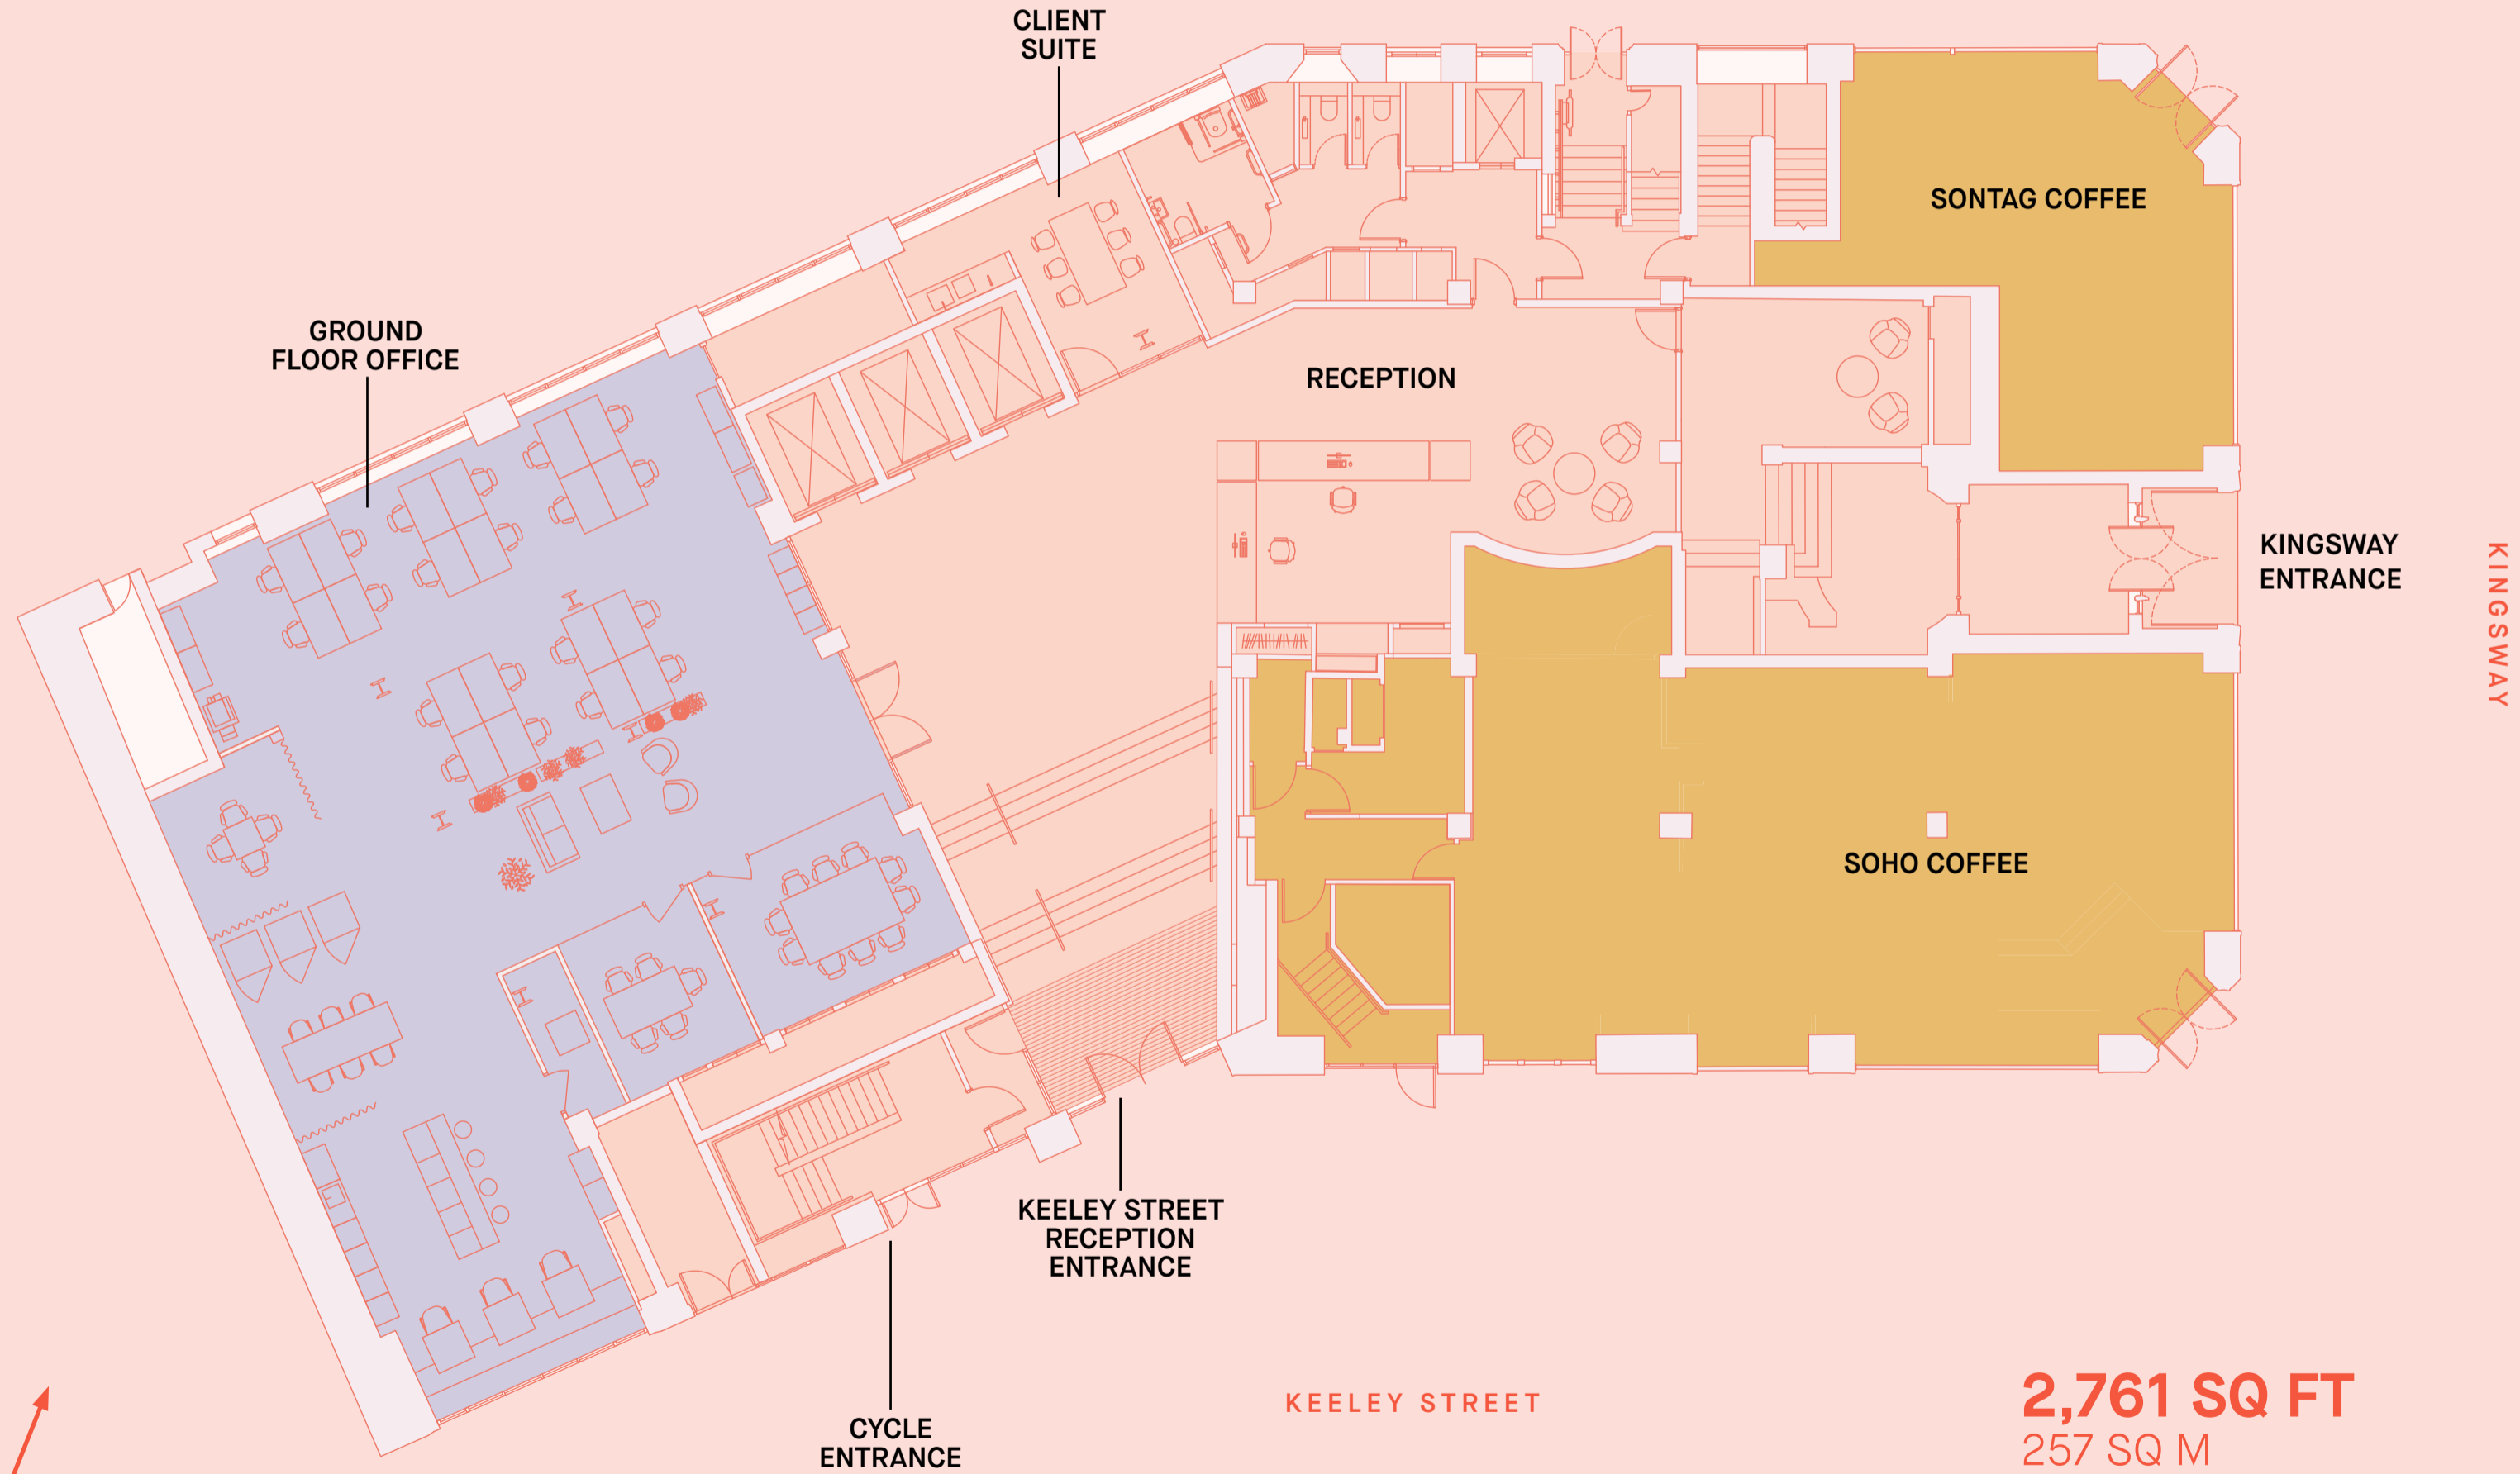 CLIENT
SUITE
SONTAG COFFEE
GROUND
FLOOR OFFICE
RECEPTION
KINGSWAY
ENTRANCE
KINGSWAY
SOHO COFFEE
KEELEY STREET
RECEPTION
ENTRANCE
CYCLE
ENTRANCE
KEELEY STREET
2,761 SQ FT
257 SQ M